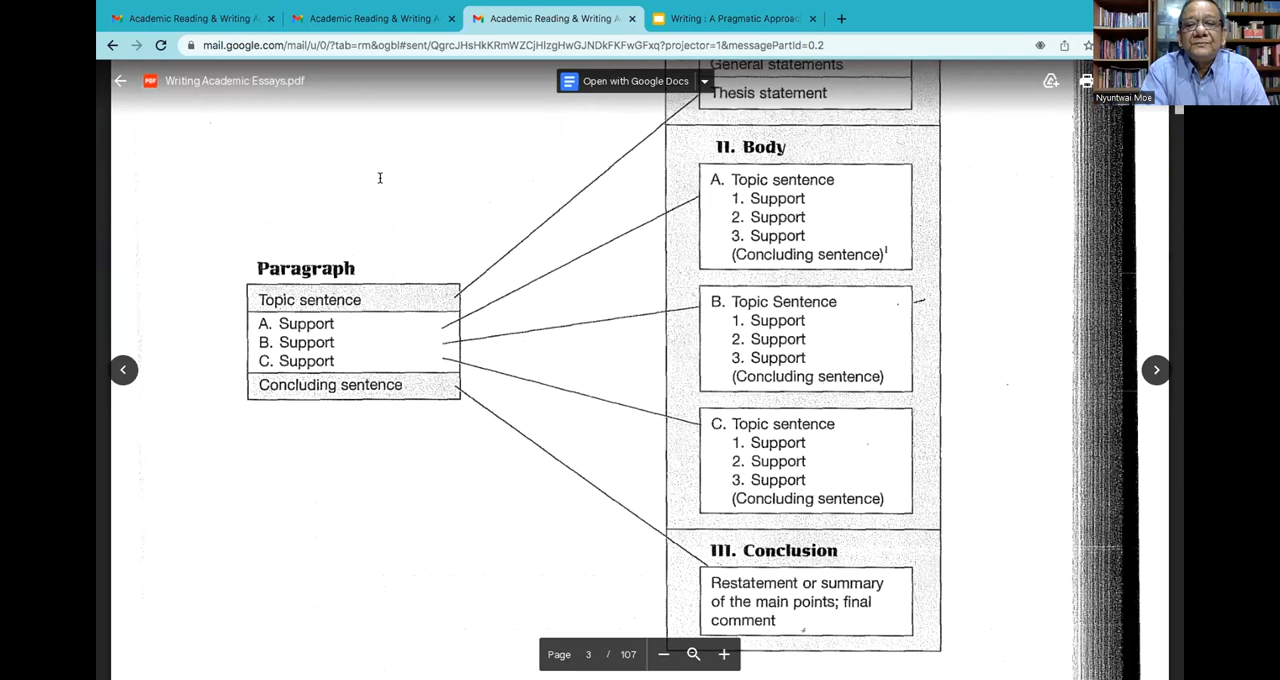 Academic Reading & Writing A
Academic Reading & Writing A
Academic Reading & Writing A
Writing : A Pragmatic Approac
mail.google.com/mail/u/0/?tab=rm&ogbl#sent/QgrcJHsHkKRmWZCjHIzgHwGJNDkFKFwGFxq?projector=1&messagePartId=0.2
Nyuntwai Moe
PDF
Writing Academic Essays.pdf
Open with Google Docs
General statements
Thesis statement
II. Body
A. Topic sentence
1. Support
2. Support
3. Support
(Concluding sentence)¹
Paragraph
Topic sentence
A. Support
B. Support
C. Support
Concluding sentence
B. Topic Sentence
1. Support
2. Support
3. Support
(Concluding sentence)
C. Topic sentence
1. Support
2. Support
3. Support
(Concluding sentence)
III. Conclusion
Restatement or summary
of the main points; final
comment
Page 3 / 107